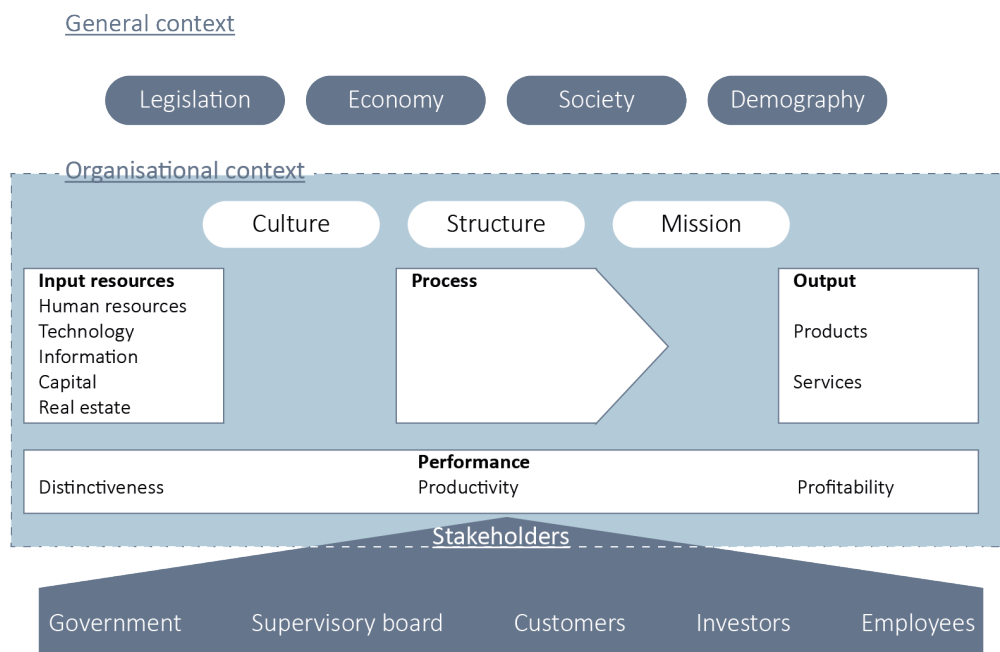 General context
Legislation Economy Society Demography
Organisational context
Culture Structure Mission
Input resources
Human resources
Technology
Information
Capital
Real estate
Process
Output
Products
Services
Performance
Distinctiveness Productivity Profitability
Stakeholders
Government Supervisory board Customers Investors Employees